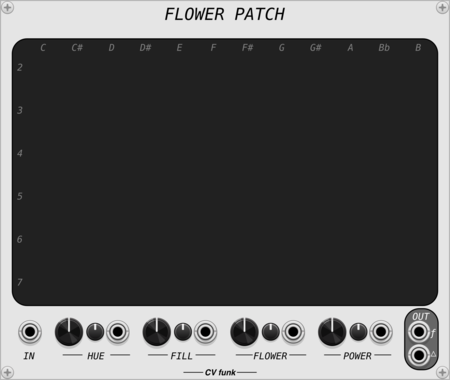 FLOWER PATCH
C C# D D# E F F# G G# A Bb B
2
3
4
5
6
7
OUT
f
Δ
IN HUE FILL FLOWER POWER
CV funk